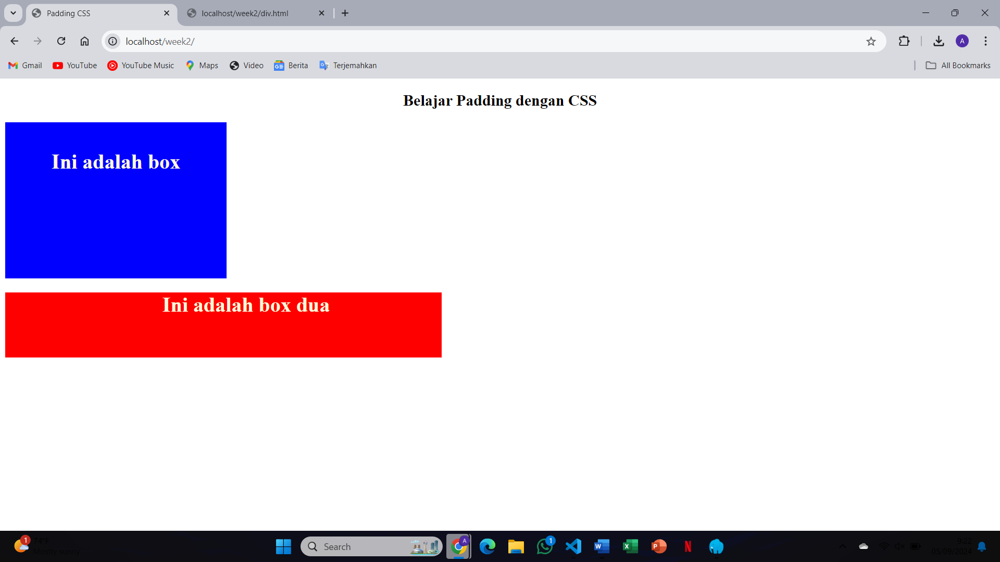 Padding CSS
localhost/week2/div.html
localhost/week2/
A
Gmail
YouTube
YouTube Music
Maps
Video
Berita
Terjemahkan
All Bookmarks
Belajar Padding dengan CSS
Ini adalah box
Ini adalah box dua
1
74°F
Mostly sunny
Search
A
1
W
X
P
N
9:22
05/09/2024